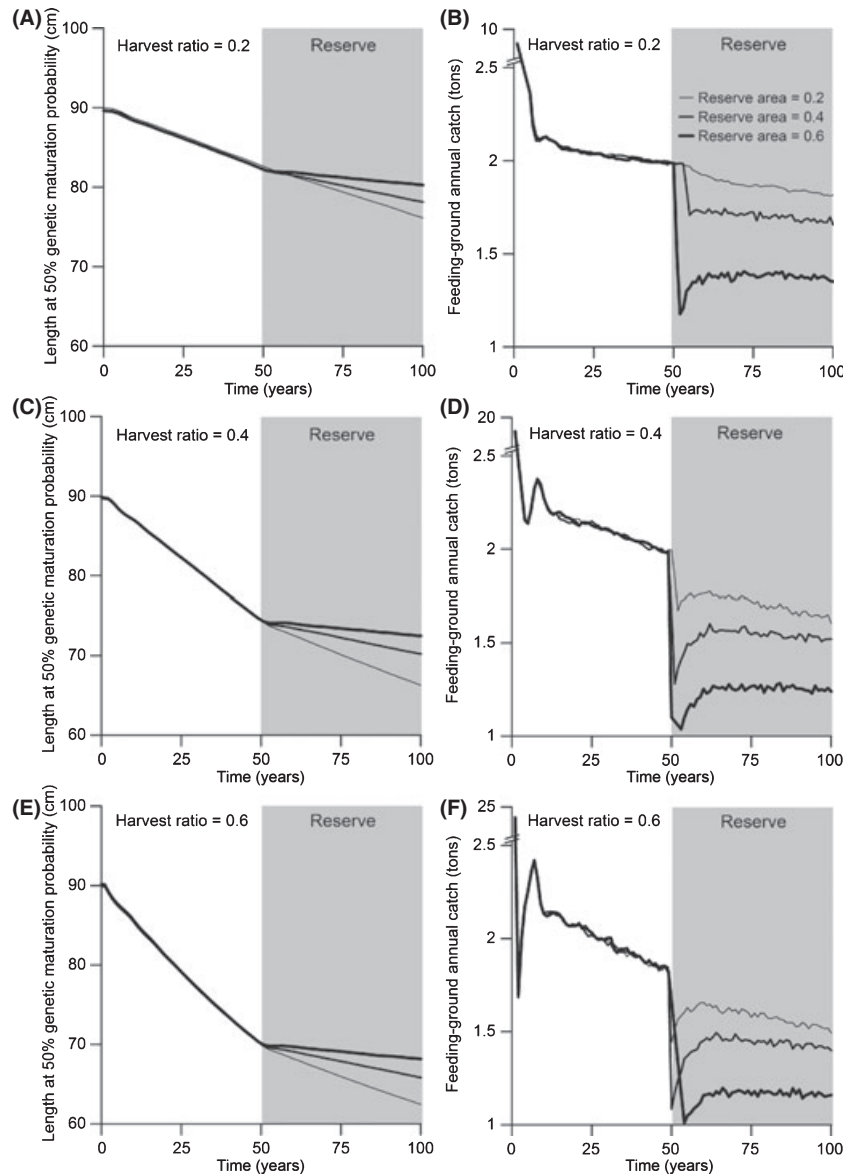 (A)
Length at 50% genetic maturation probability (cm)
100
90
80
70
60
Harvest ratio = 0.2
Reserve
0
25
50
75
100
Time (years)
(B)
Feeding-ground annual catch (tons)
10
2.5
2
1.5
1
Harvest ratio = 0.2
Reserve
Reserve area = 0.2
Reserve area = 0.4
Reserve area = 0.6
0
25
50
75
100
Time (years)
(C)
Length at 50% genetic maturation probability (cm)
100
90
80
70
60
Harvest ratio = 0.4
Reserve
0
25
50
75
100
Time (years)
(D)
Feeding-ground annual catch (tons)
20
2.5
2
1.5
1
Harvest ratio = 0.4
Reserve
0
25
50
75
100
Time (years)
(E)
Length at 50% genetic maturation probability (cm)
100
90
80
70
60
Harvest ratio = 0.6
Reserve
0
25
50
75
100
Time (years)
(F)
Feeding-ground annual catch (tons)
25
2.5
2
1.5
1
Harvest ratio = 0.6
Reserve
0
25
50
75
100
Time (years)